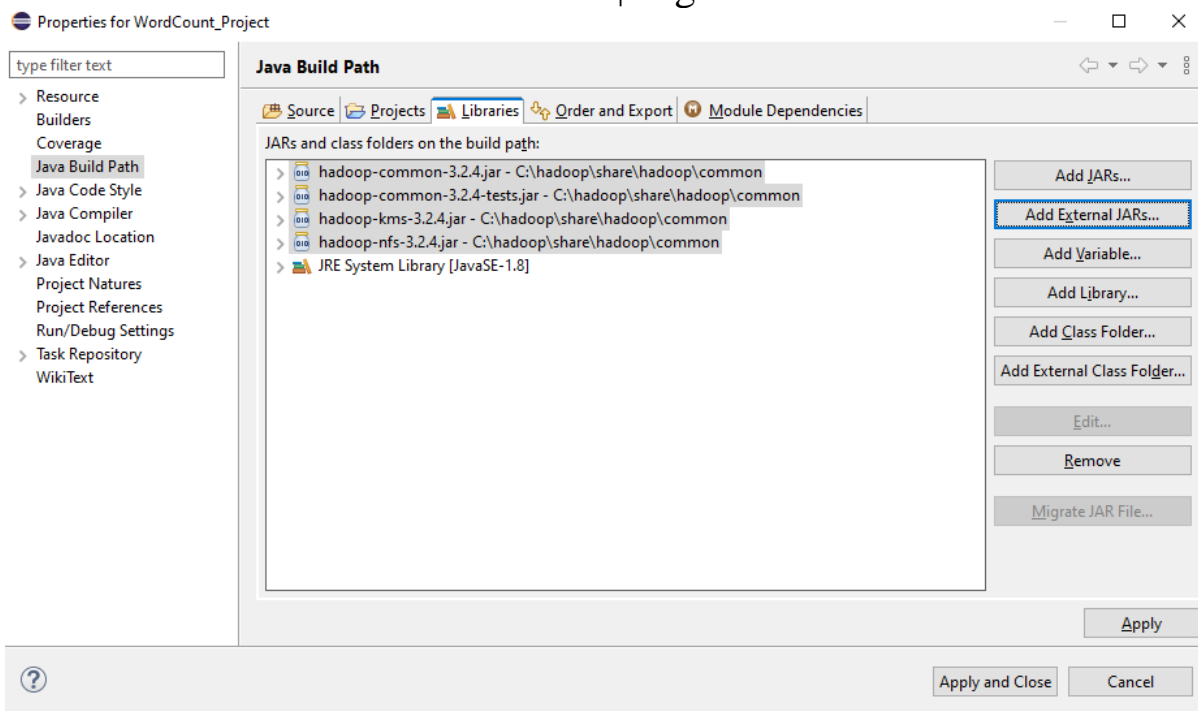 Properties for WordCount_Project
type filter text
Resource
Builders
Coverage
Java Build Path
Java Code Style
Java Compiler
Javadoc Location
Java Editor
Project Natures
Project References
Run/Debug Settings
Task Repository
WikiText
Java Build Path
Source
Projects
Libraries
Order and Export
Module Dependencies
JARs and class folders on the build path:
hadoop-common-3.2.4.jar - C:\hadoop\share\hadoop\common
hadoop-common-3.2.4-tests.jar - C:\hadoop\share\hadoop\common
hadoop-kms-3.2.4.jar - C:\hadoop\share\hadoop\common
hadoop-nfs-3.2.4.jar - C:\hadoop\share\hadoop\common
JRE System Library [JavaSE-1.8]
Add JARs...
Add External JARs...
Add Variable...
Add Library...
Add Class Folder...
Add External Class Folder...
Edit...
Remove
Migrate JAR File...
Apply
Apply and Close
Cancel